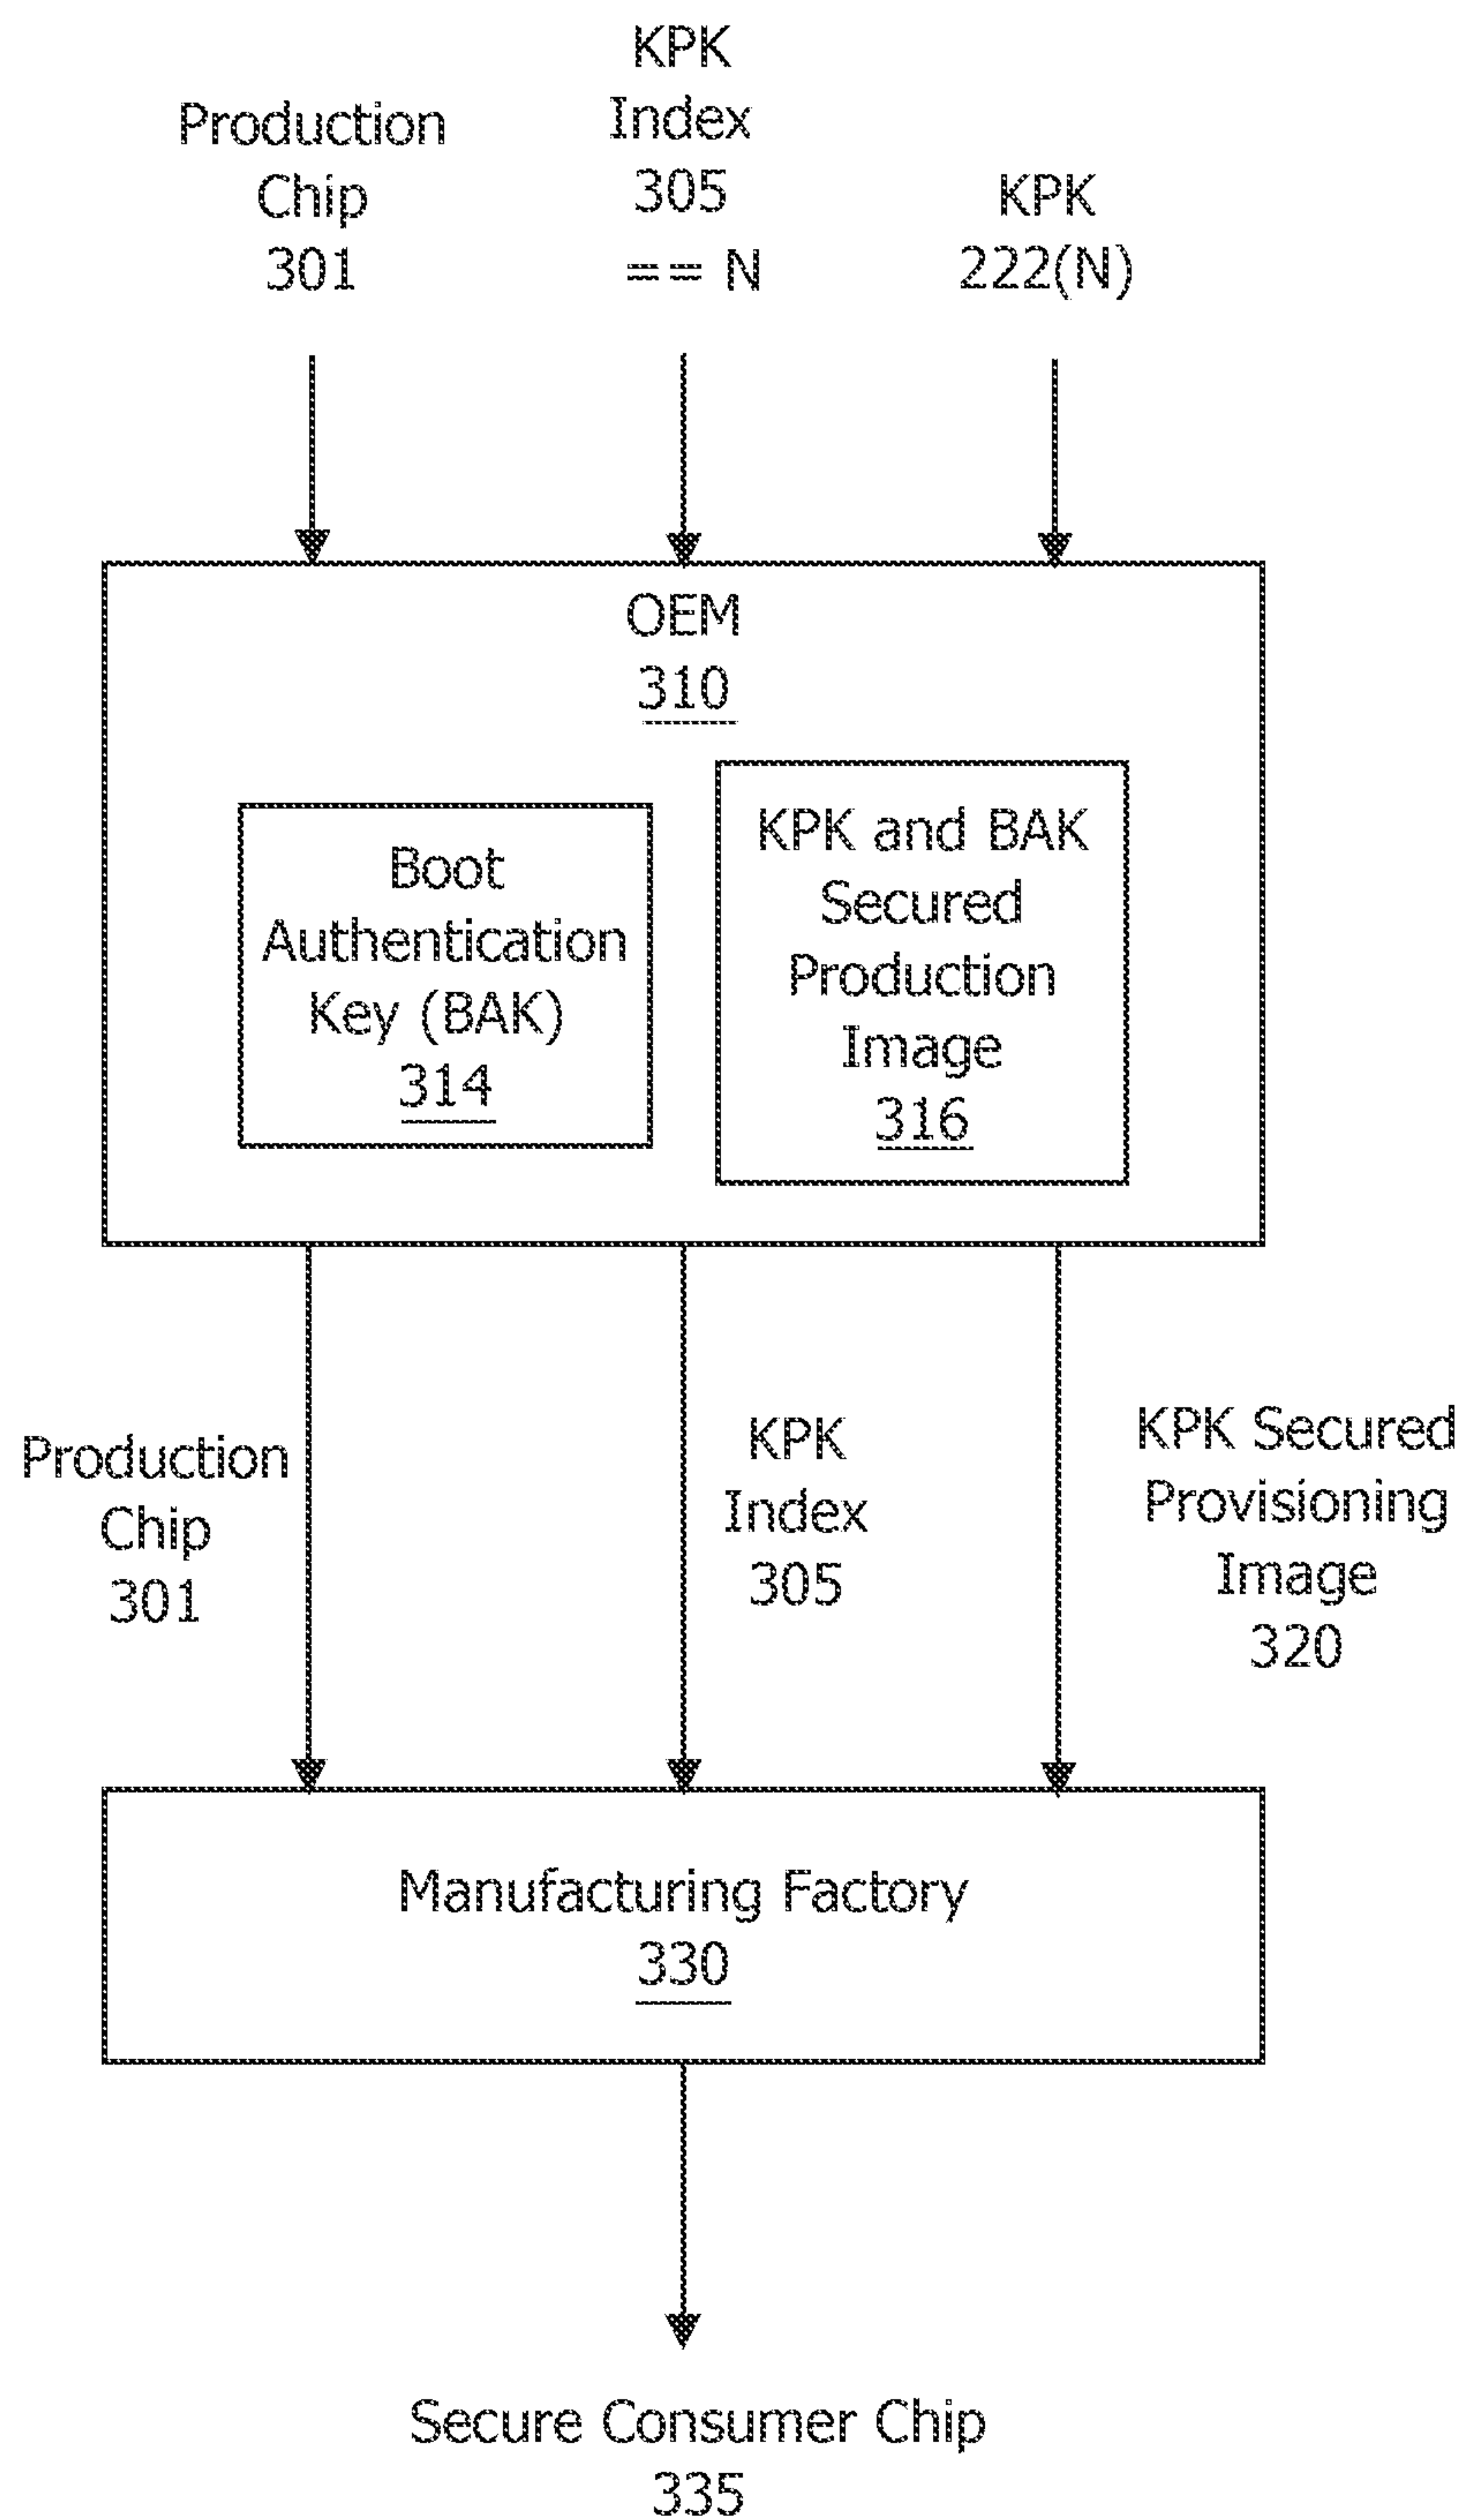 Production
Chip
301
KPK
Index
305
== N
KPK
222(N)
OEM
310
Boot
Authentication
Key (BAK)
314
KPK and BAK
Secured
Production
Image
316
Production
Chip
301
KPK
Index
305
KPK Secured
Provisioning
Image
320
Manufacturing Factory
330
Secure Consumer Chip
335